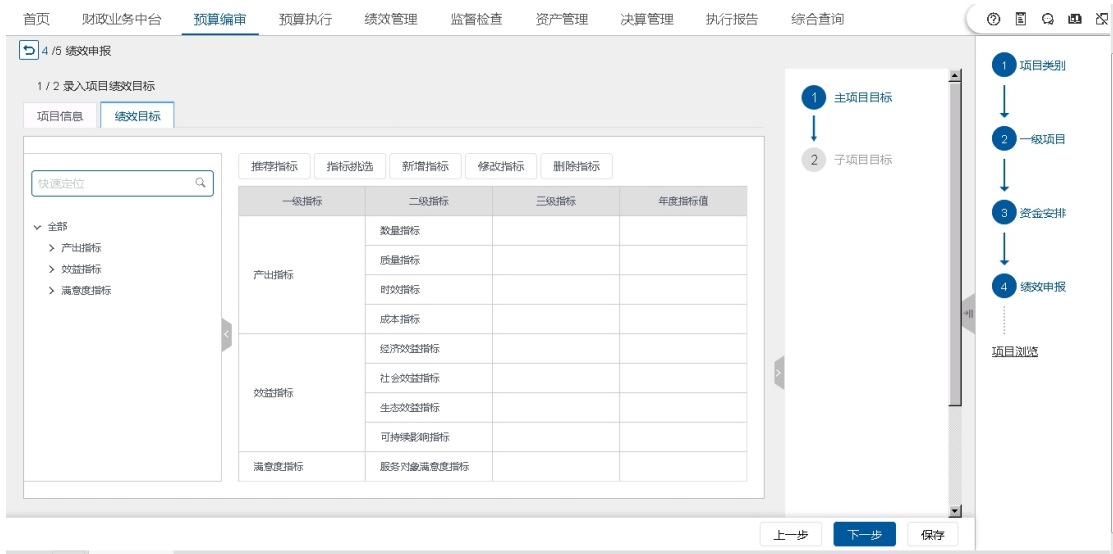 首页 财政业务中台 预算编审 预算执行 绩效管理 监督检查 资产管理 决算管理 执行报告 综合查询
4 /5 绩效申报
1 / 2 录入项目绩效目标
项目信息 绩效目标
快速定位
全部
产出指标
效益指标
满意度指标
推荐指标 指标挑选 新增指标 修改指标 删除指标
一级指标 二级指标 三级指标 年度指标值
产出指标
数量指标
质量指标
时效指标
成本指标
效益指标
经济效益指标
社会效益指标
生态效益指标
可持续影响指标
满意度指标 服务对象满意度指标
1 主项目目标
2 子项目目标
1 项目类别
2 一级项目
3 资金安排
4 绩效申报
项目浏览
上一步 下一步 保存